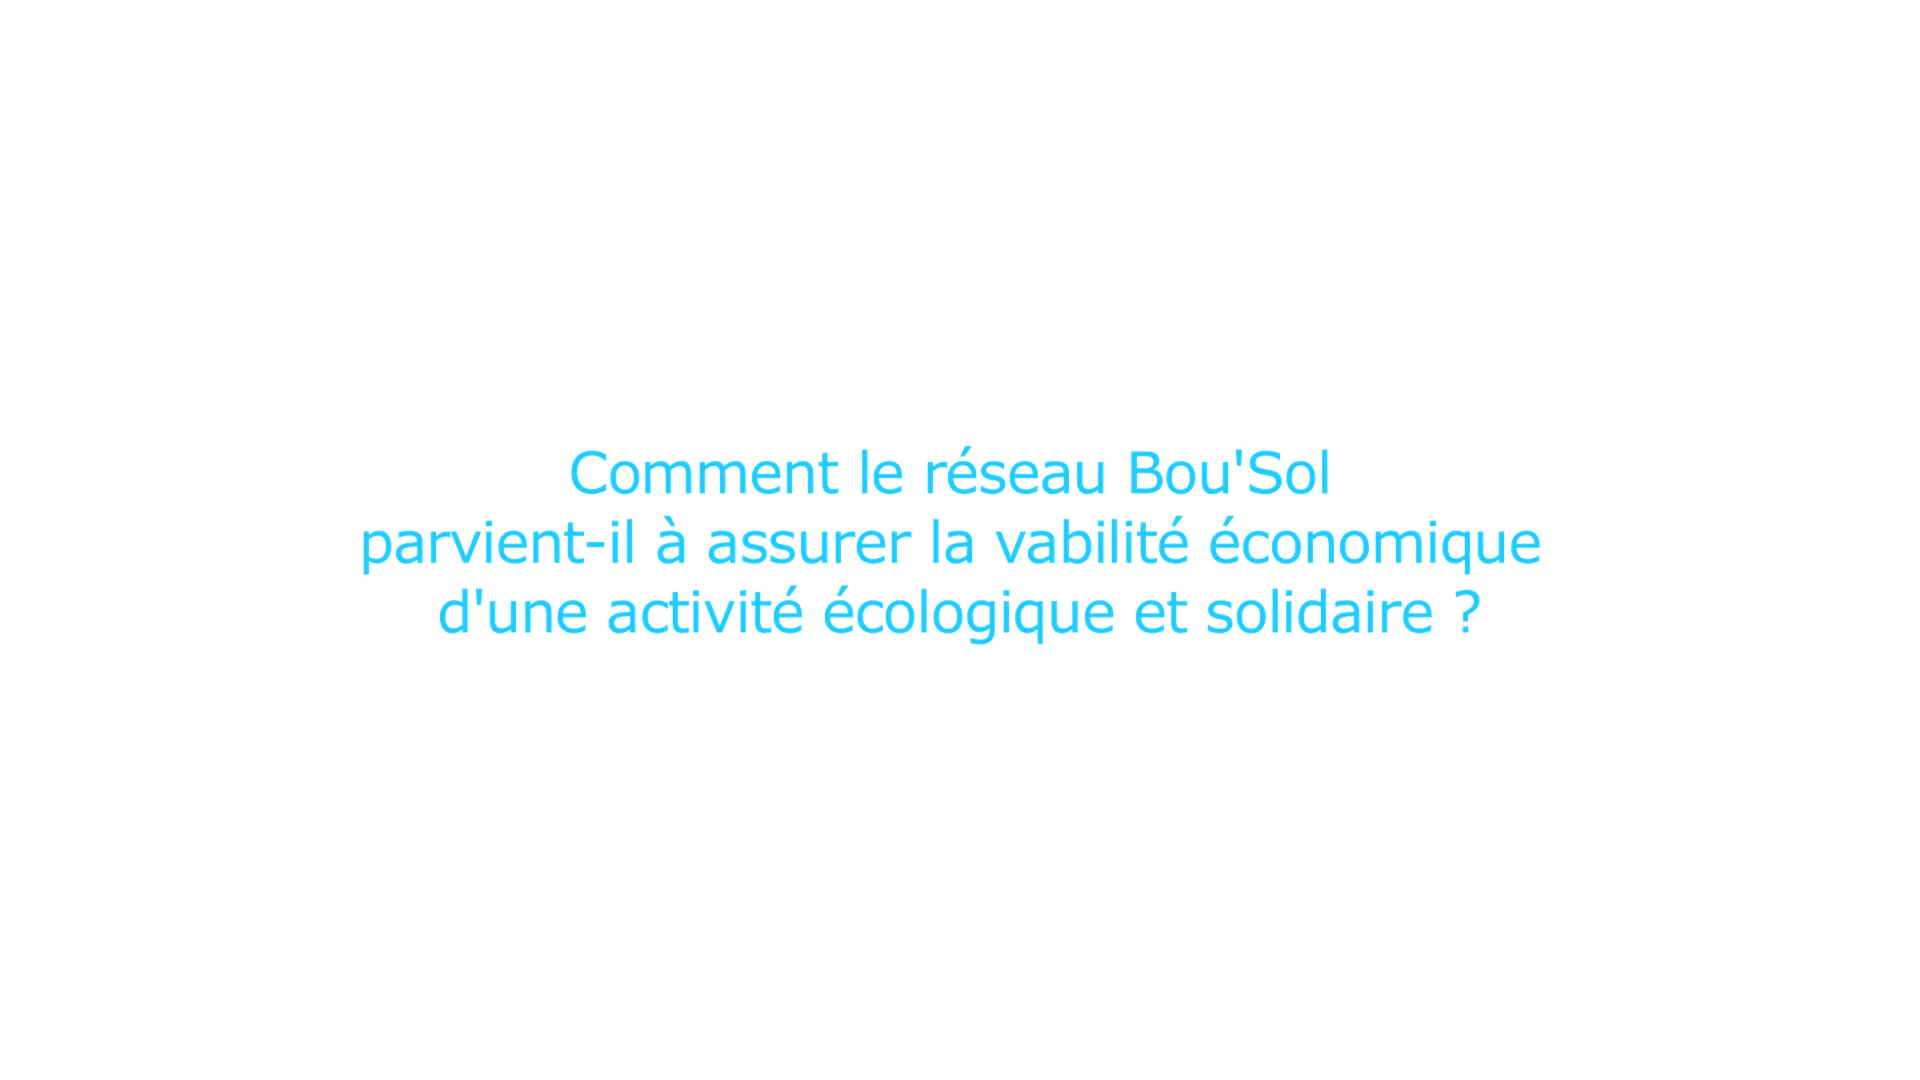 Comment le réseau Bou'Sol
parvient-il à assurer la vabilité économique
d'une activité écologique et solidaire ?